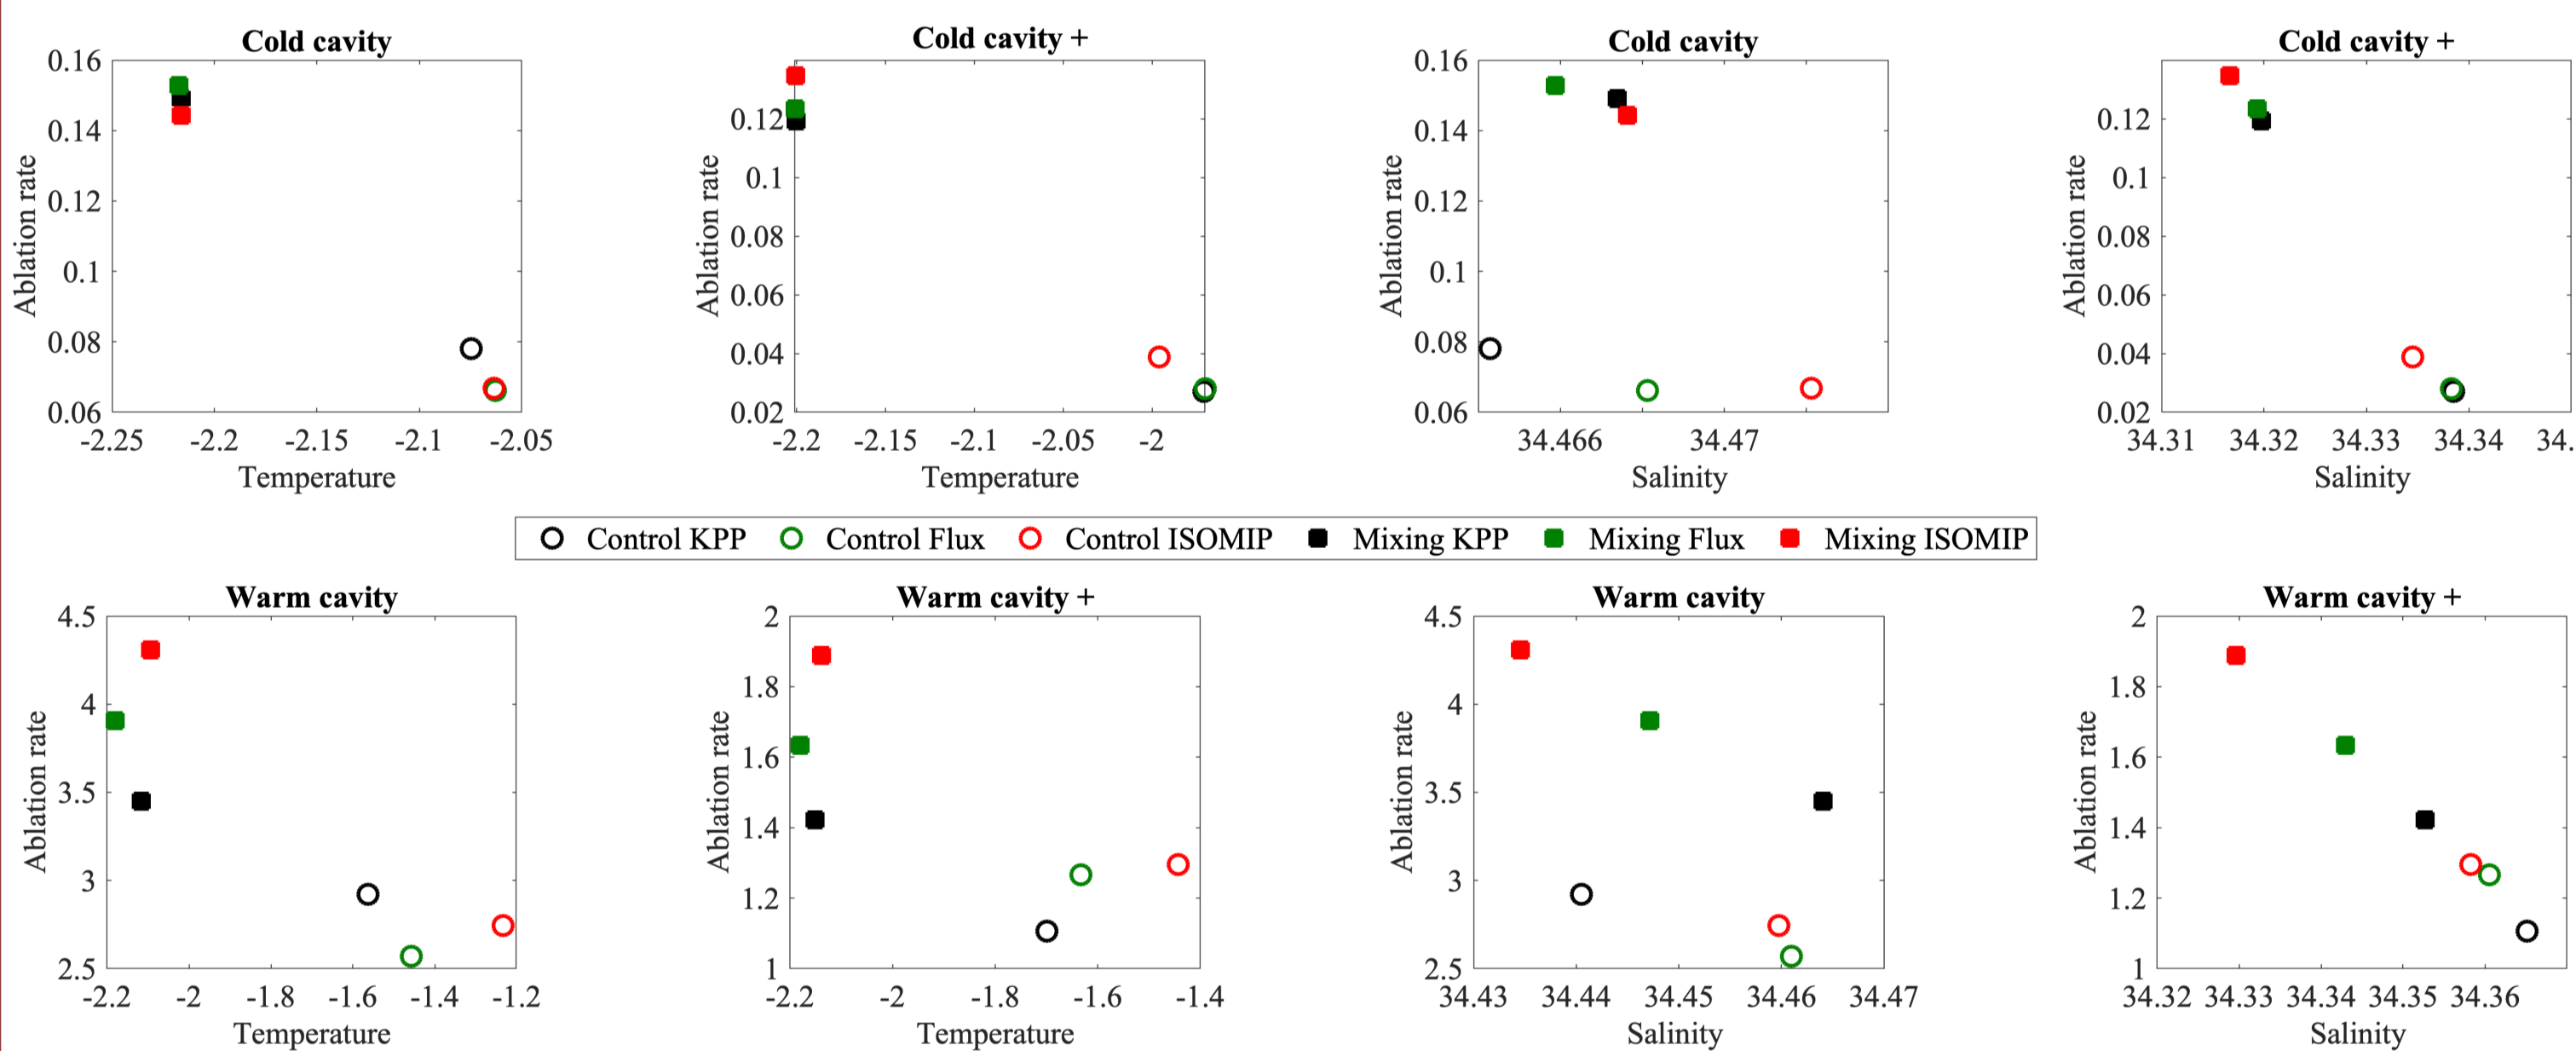 Cold cavity
0.16
0.14
0.12
0.1
0.08
0.06
-2.25 -2.2 -2.15 -2.1 -2.05
Ablation rate
Temperature
Cold cavity +
0.12
0.1
0.08
0.06
0.04
0.02
-2.2 -2.15 -2.1 -2.05 -2
Ablation rate
Temperature
Cold cavity
0.16
0.14
0.12
0.1
0.08
0.06
34.466 34.47
Ablation rate
Salinity
Cold cavity +
0.12
0.1
0.08
0.06
0.04
0.02
34.31 34.32 34.33 34.34 34.
Ablation rate
Salinity
Control KPP Control Flux Control ISOMIP Mixing KPP Mixing Flux Mixing ISOMIP
Warm cavity
4.5
4
3.5
3
2.5
-2.2 -2 -1.8 -1.6 -1.4 -1.2
Ablation rate
Temperature
Warm cavity +
2
1.8
1.6
1.4
1.2
1
-2.2 -2 -1.8 -1.6 -1.4
Ablation rate
Temperature
Warm cavity
4.5
4
3.5
3
2.5
34.43 34.44 34.45 34.46 34.47
Ablation rate
Salinity
Warm cavity +
2
1.8
1.6
1.4
1.2
1
34.32 34.33 34.34 34.35 34.36
Ablation rate
Salinity